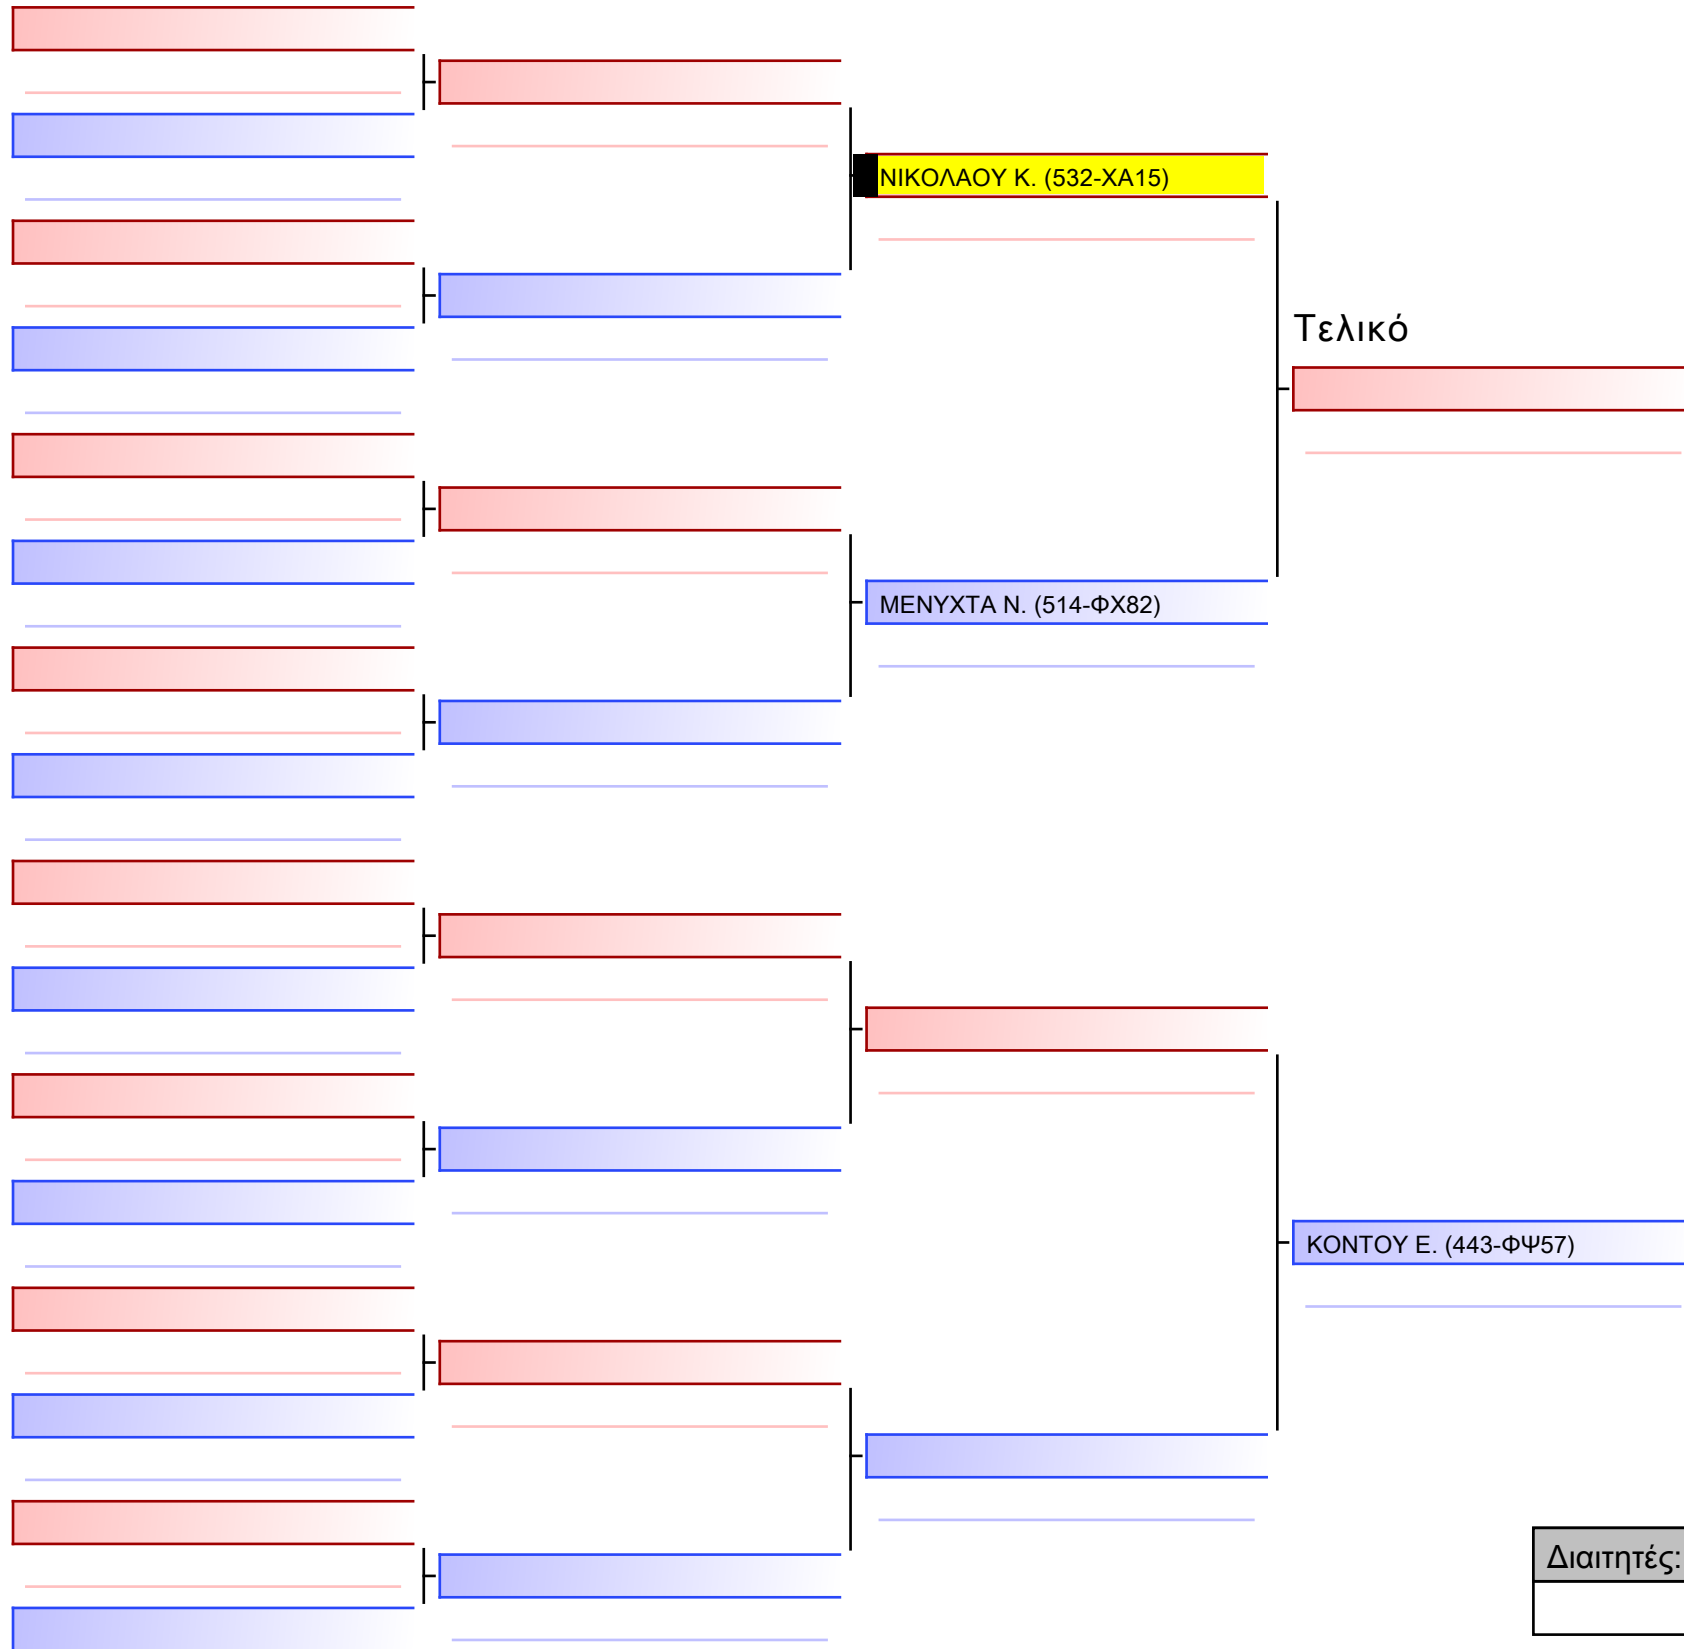 ΝΙΚΟΛΑΟΥ Κ. (532-ΧΑ15)
Τελικό
ΜΕΝΥΧΤΑ Ν. (514-ΦΧ82)
ΚΟΝΤΟΥ Ε. (443-ΦΨ57)
Διαιτητές: